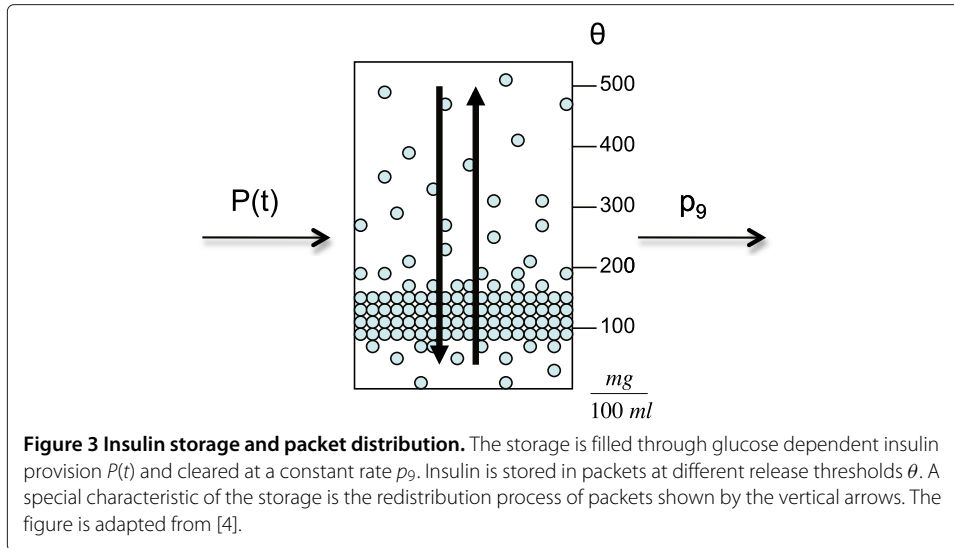 θ
500
400
300
200
100
mg
100 ml
P(t)
p₉
Figure 3 Insulin storage and packet distribution. The storage is filled through glucose dependent insulin
provision P(t) and cleared at a constant rate p₉. Insulin is stored in packets at different release thresholds θ. A
special characteristic of the storage is the redistribution process of packets shown by the vertical arrows. The
figure is adapted from [4].